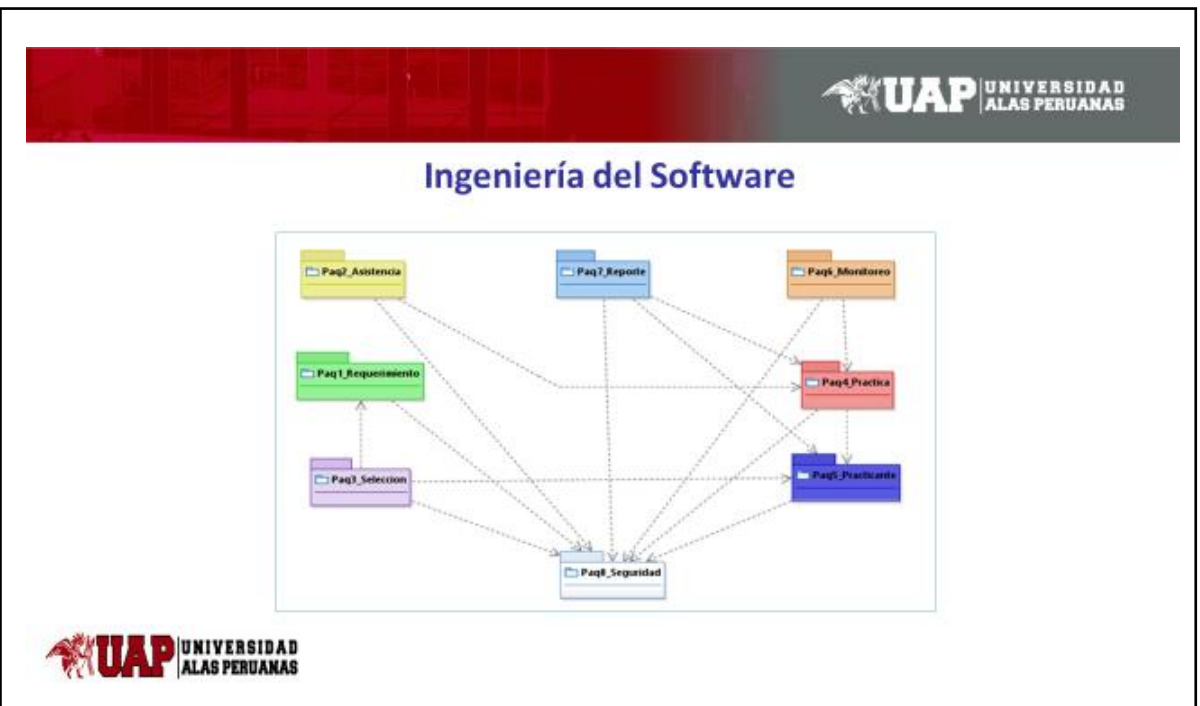 UAP UNIVERSIDAD
ALAS PERUANAS
Ingeniería del Software
Paq2_Asistencia
Paq7_Reporte
Paq6_Monitoreo
Paq1_Requerimiento
Paq4_Practica
Paq3_Seleccion
Paq5_Practicante
Paq8_Seguridad
UAP UNIVERSIDAD
ALAS PERUANAS